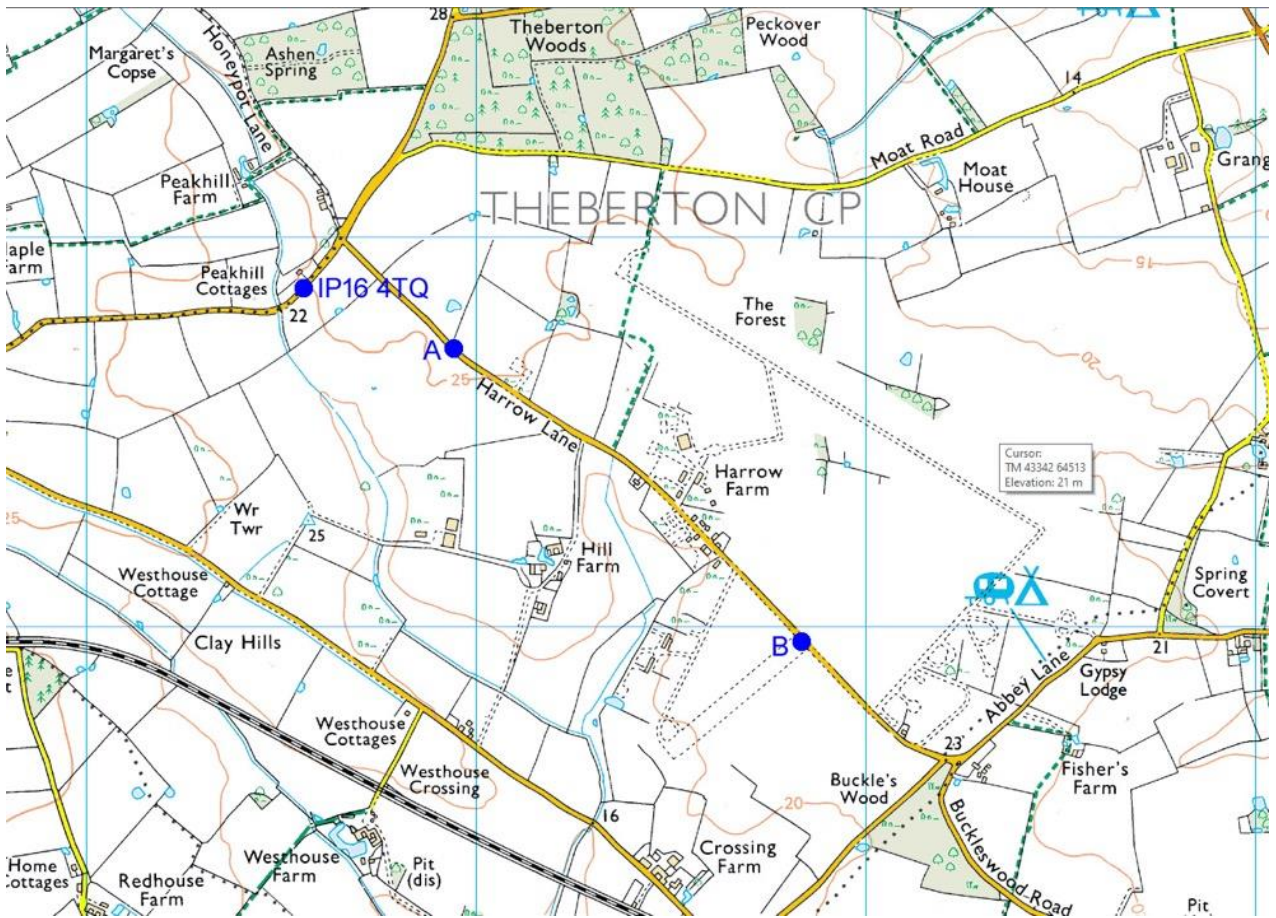 28
Theberton
Woods
Peckover
Wood
Margaret's
Copse
Honeypot Lane
Ashen
Spring
14
Moat Road
Moat
House
Grang
Peakhill
Farm
THEBERTON CP
aple
arm
15
Peakhill
Cottages
IP16 4TQ
22
The
Forest
A
25
20
Harrow Lane
Cursor:
TM 43342 64513
Elevation: 21 m
Harrow
Farm
Wr
Twr
25
25
Hill
Farm
Westhouse
Cottage
Spring
Covert
Clay Hills
B
Abbey Lane
21
Gypsy
Lodge
Westhouse
Cottages
23
Westhouse
Crossing
Buckle's
Wood
Fisher's
Farm
20
16
Buckleswood Road
Crossing
Farm
Home
Cottages
Redhouse
Farm
Westhouse
Farm
Pit
(dis)
Pit